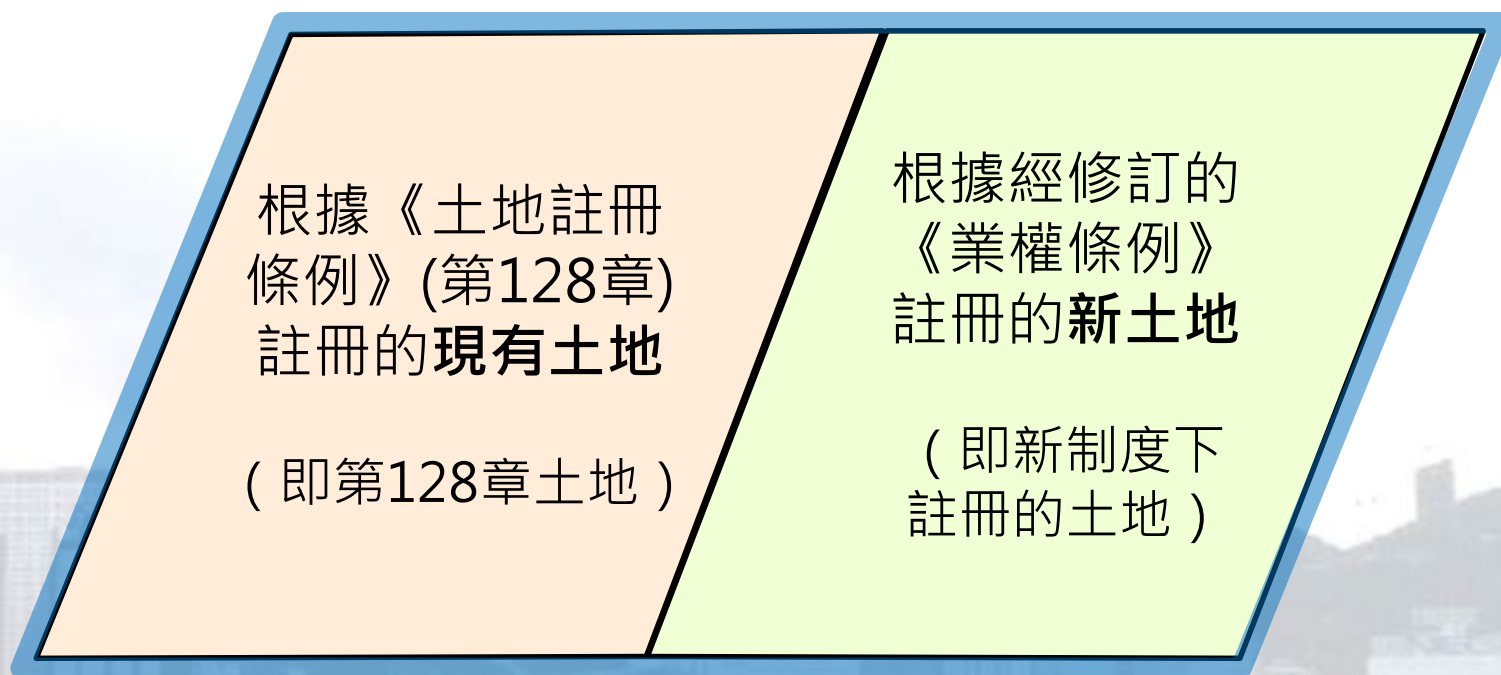 根據《土地註冊
條例》(第128章)
註冊的現有土地
（即第128章土地）
根據經修訂的
《業權條例》
註冊的新土地
（即新制度下
註冊的土地）